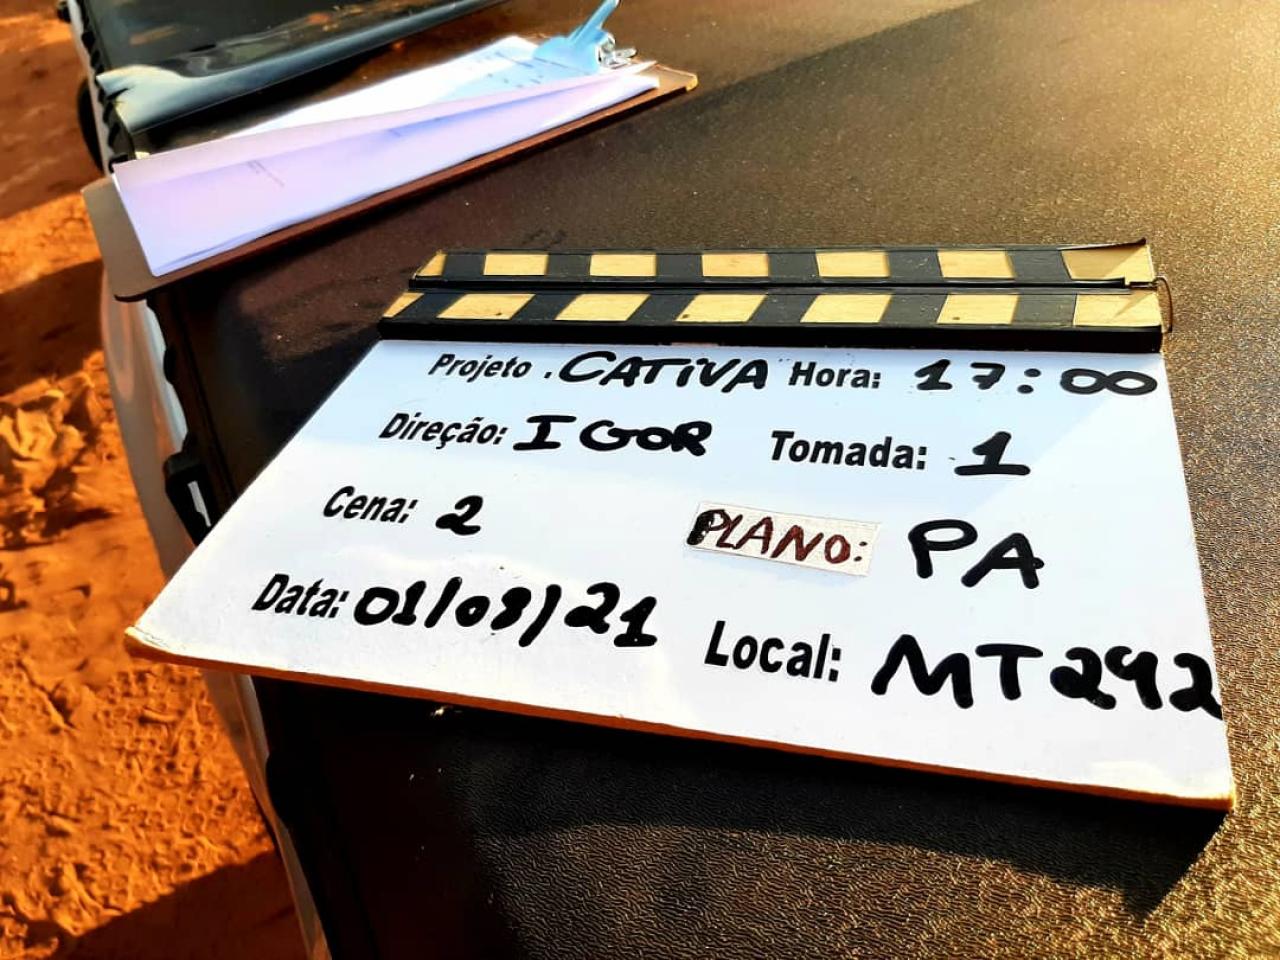 Projeto . CATIVA Hora: 17:00
Direção: IGOR Tomada: 1
Cena: 2 PLANO: PA
Data: 01/08/21 Local: MT292